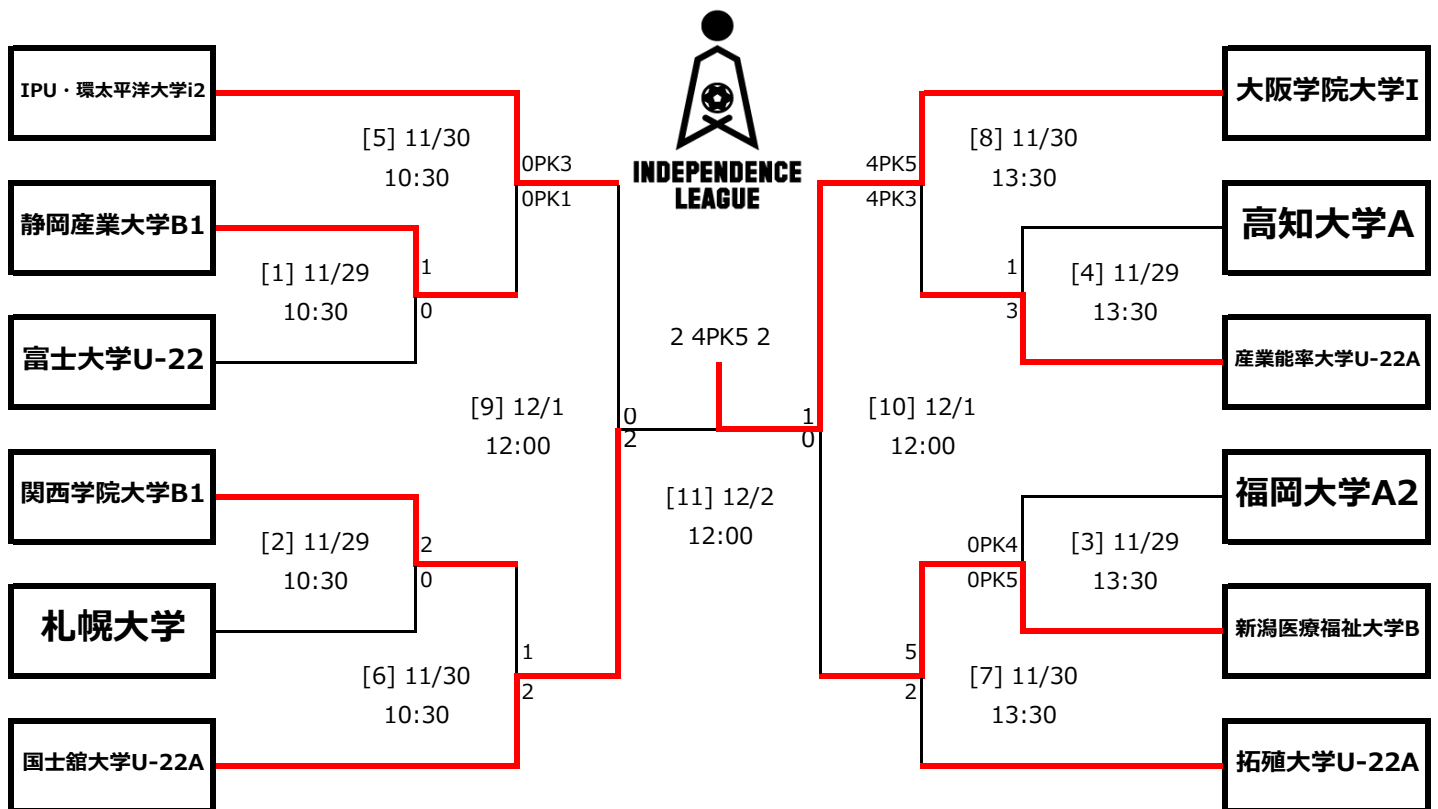 IPU・環太平洋大学i2
静岡産業大学B1
富士大学U-22
関西学院大学B1
札幌大学
国士舘大学U-22A
[5] 11/30
10:30
0PK3
0PK1
[1] 11/29
10:30
1
0
[9] 12/1
12:00
0
2
[2] 11/29
10:30
2
0
[6] 11/30
10:30
1
2
INDEPENDENCE
LEAGUE
2 4PK5 2
[11] 12/2
12:00
4PK5
4PK3
[8] 11/30
13:30
1
3
[4] 11/29
13:30
1
0
[10] 12/1
12:00
0PK4
0PK5
[3] 11/29
13:30
5
2
[7] 11/30
13:30
大阪学院大学I
高知大学A
産業能率大学U-22A
福岡大学A2
新潟医療福祉大学B
拓殖大学U-22A